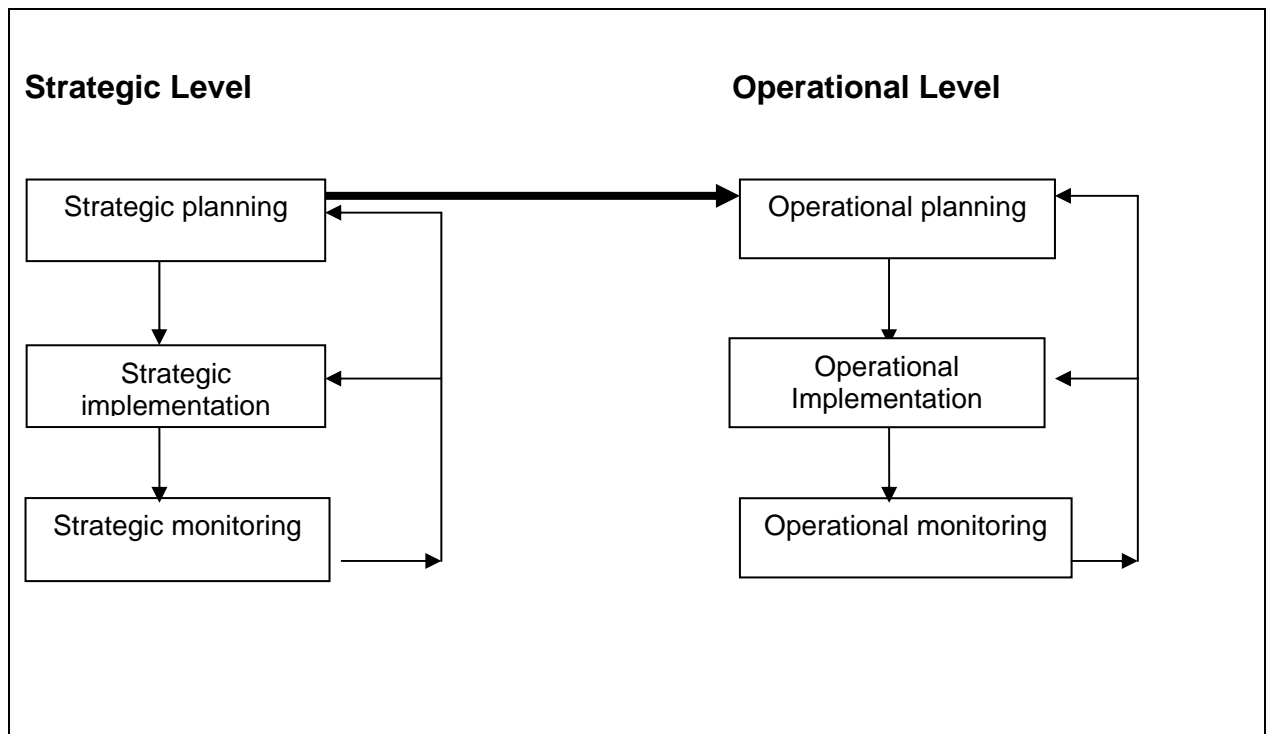 Strategic Level
Operational Level
Strategic planning
Operational planning
Strategic
implementation
Operational
Implementation
Strategic monitoring
Operational monitoring